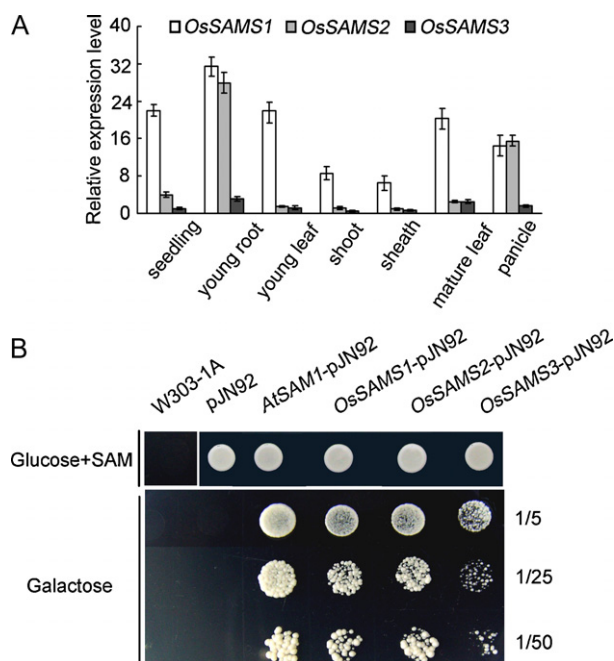 A
OsSAMS1 OsSAMS2 OsSAMS3
Relative expression level
32
24
16
8
0
seedling
young root
young leaf
shoot
sheath
mature leaf
panicle
B
W303-1A
pJN92
AtSAM1-pJN92
OsSAMS1-pJN92
OsSAMS2-pJN92
OsSAMS3-pJN92
Glucose+SAM
Galactose
1/5
1/25
1/50